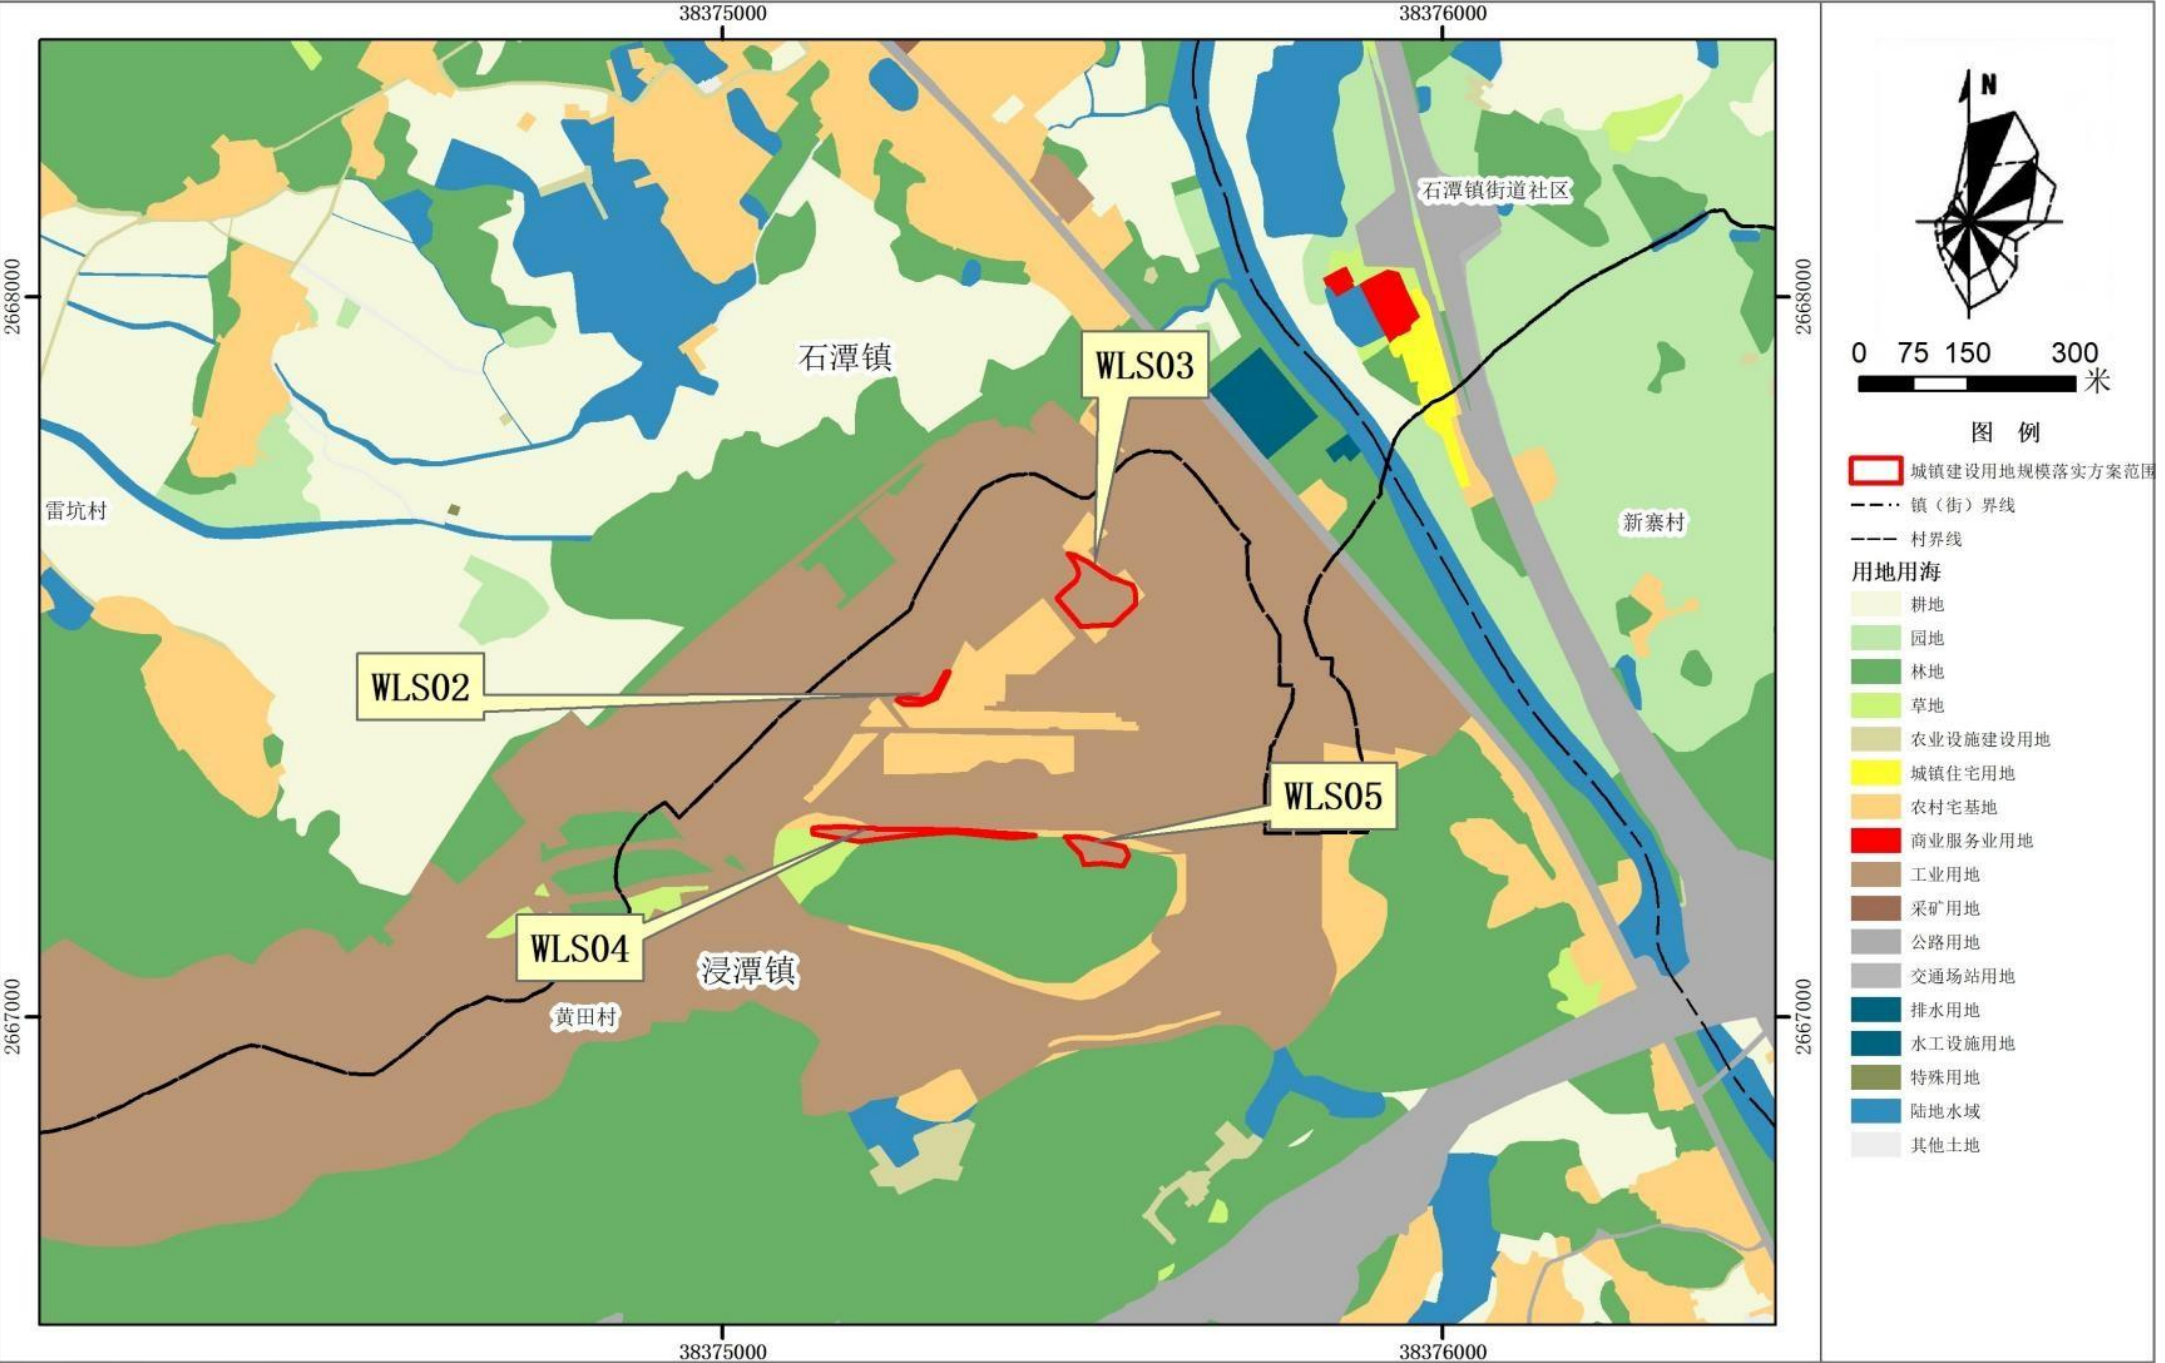 38375000
38376000
N
石潭镇街道社区
2668000
2668000
0 75 150 300
米
石潭镇
WLS03
图 例
城镇建设用地规模落实方案范围
镇（街）界线
村界线
雷坑村
新寨村
用地用海
耕地
园地
林地
草地
农业设施建设用地
城镇住宅用地
农村宅基地
商业服务业用地
工业用地
采矿用地
公路用地
交通场站用地
排水用地
水工设施用地
特殊用地
陆地水域
其他土地
WLS02
WLS05
WLS04
浸潭镇
黄田村
2667000
2667000
38375000
38376000